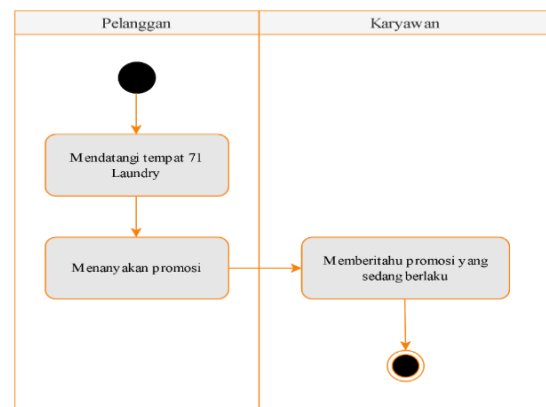 Pelanggan
Karyawan
Mendatangi tempat 71
Laundry
Menanyakan promosi
Memberitahu promosi yang
sedang berlaku